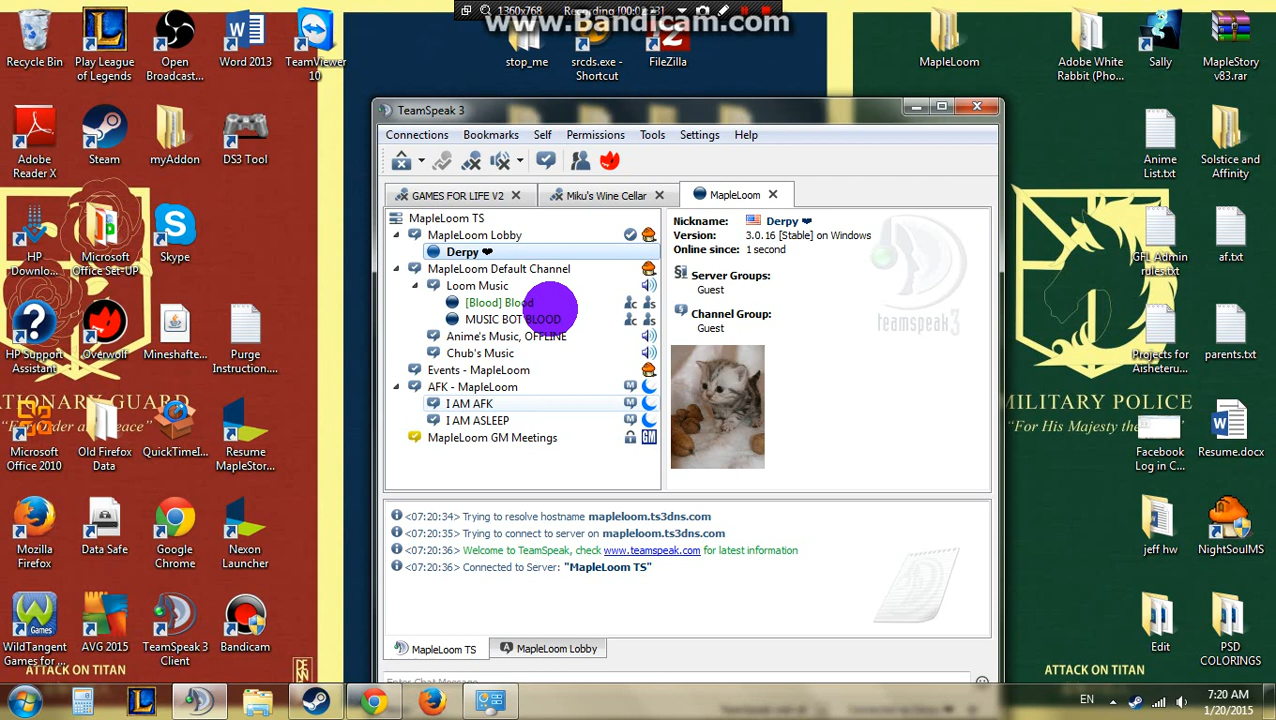 1360x768 Recording [00:03:23]
www.Bandicam.com
Recycle Bin
Play League of Legends
Open Broadcast...
Word 2013
TeamViewer 10
stop_me
srcds.exe - Shortcut
FileZilla
MapleLoom
Adobe White Rabbit (Pho...
Sally
MapleStory v83.rar
Adobe Reader X
Steam
myAddon
DS3 Tool
Anime List.txt
Solstice and Affinity
HP Downlo...
Microsoft Office Set-UP
Skype
GFL Admin rules.txt
af.txt
HP Support Assistant
Overwolf
Mineshafte...
Purge Instruction...
Projects for Aisheteru...
parents.txt
Microsoft Office 2010
Old Firefox Data
QuickTimeI...
Resume MapleStor...
Facebook Log in C...
Resume.docx
Mozilla Firefox
Data Safe
Google Chrome
Nexon Launcher
jeff hw
NightSoulMS
WildTangent Games for ...
AVG 2015
TeamSpeak 3 Client
Bandicam
Edit
PSD COLORINGS
ATTACK ON TITAN
ATTACK ON TITAN
MILITARY POLICE
"For His Majesty the
TeamSpeak 3
Connections Bookmarks Self Permissions Tools Settings Help
GAMES FOR LIFE V2
Miku's Wine Cellar
MapleLoom
MapleLoom TS
MapleLoom Lobby
Derpy ❤
MapleLoom Default Channel
Loom Music
[Blood] Blood
MUSIC BOT BLOOD
Anime's Music, OFFLINE
Chub's Music
Events - MapleLoom
AFK - MapleLoom
I AM AFK
I AM ASLEEP
MapleLoom GM Meetings
GM
Nickname: Derpy ❤
Version: 3.0.16 [Stable] on Windows
Online since: 1 second
Server Groups:
Guest
Channel Group:
Guest
teamspeak3
<07:20:34> Trying to resolve hostname mapleloom.ts3dns.com
<07:20:35> Trying to connect to server on mapleloom.ts3dns.com
<07:20:36> Welcome to TeamSpeak, check www.teamspeak.com for latest information
<07:20:36> Connected to Server: "MapleLoom TS"
MapleLoom TS
MapleLoom Lobby
Enter Chat Message...
EN
7:20 AM
1/20/2015